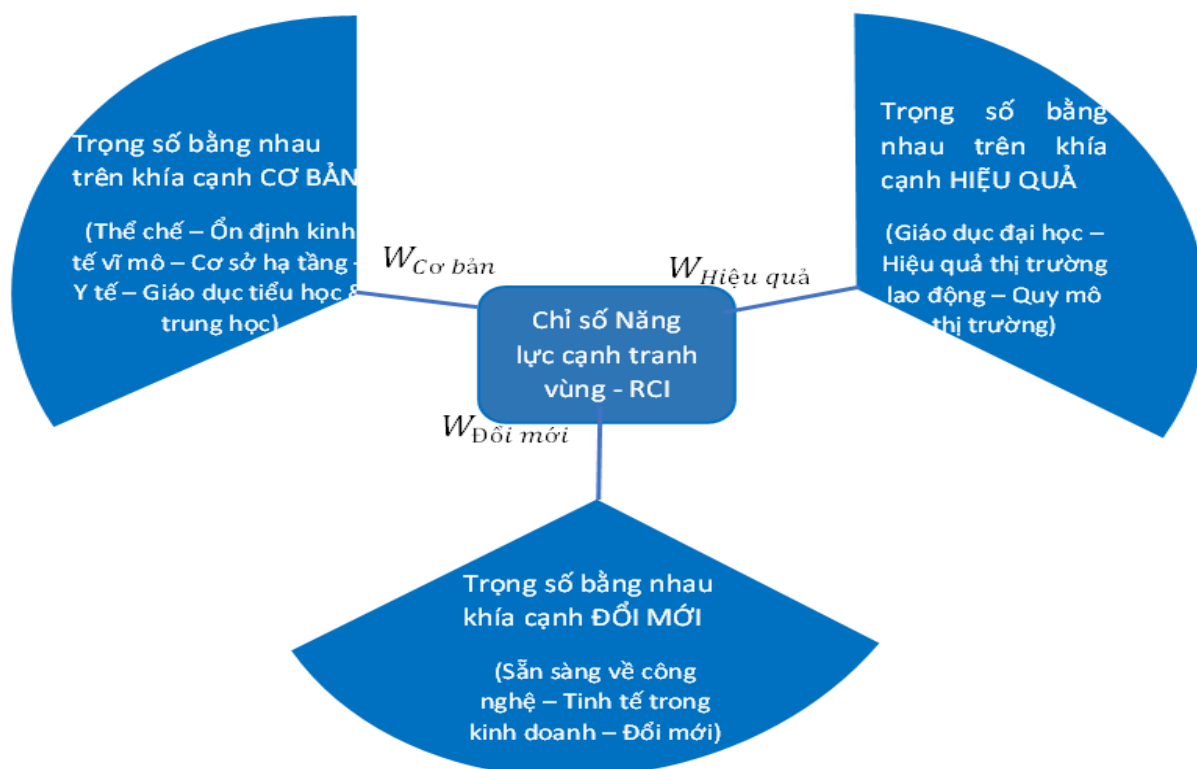 Trọng số bằng nhau
trên khía cạnh CƠ BẢN
(Thể chế – Ổn định kinh
tế vĩ mô – Cơ sở hạ tầng –
Y tế – Giáo dục tiểu học &
trung học)
Trọng số bằng
nhau trên khía
cạnh HIỆU QUẢ
(Giáo dục đại học –
Hiệu quả thị trường
lao động – Quy mô
thị trường)
W Cơ bản
W Hiệu quả
Chỉ số Năng
lực cạnh tranh
vùng - RCI
W Đổi mới
Trọng số bằng nhau
khía cạnh ĐỔI MỚI
(Sẵn sàng về công
nghệ – Tinh tế trong
kinh doanh – Đổi mới)